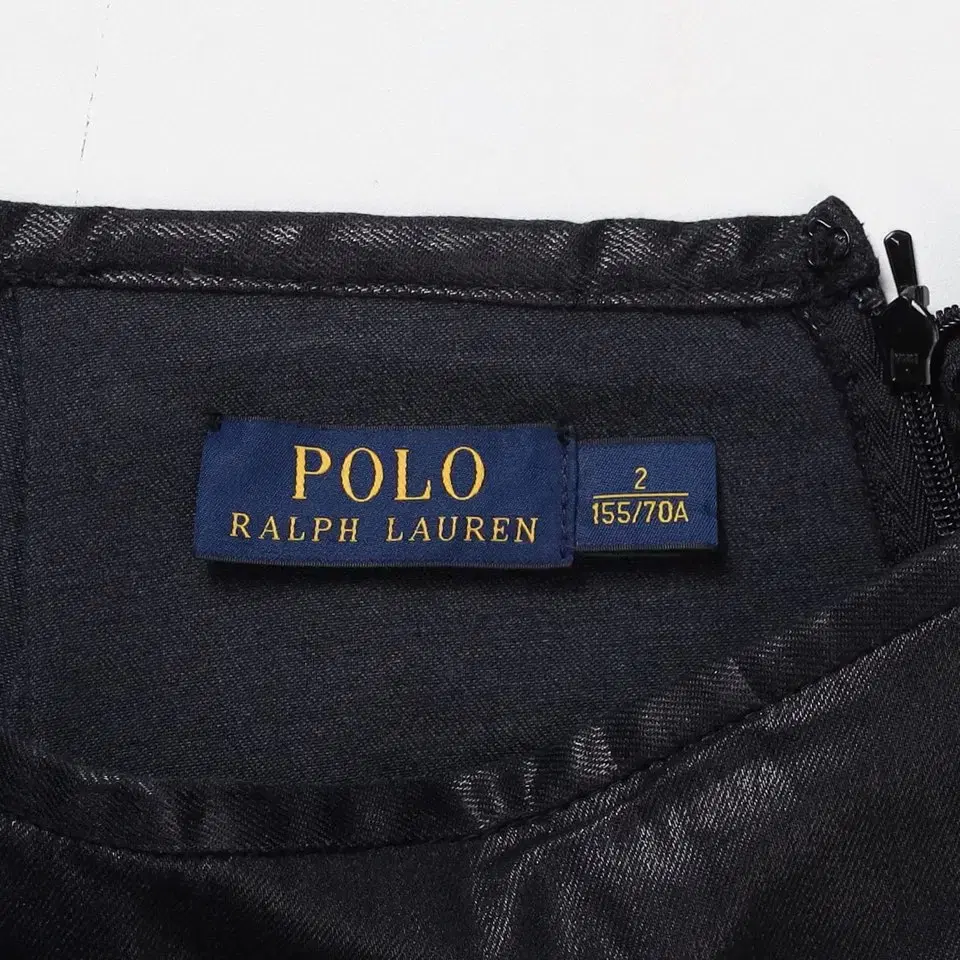 POLO
RALPH LAUREN
2
155/70A